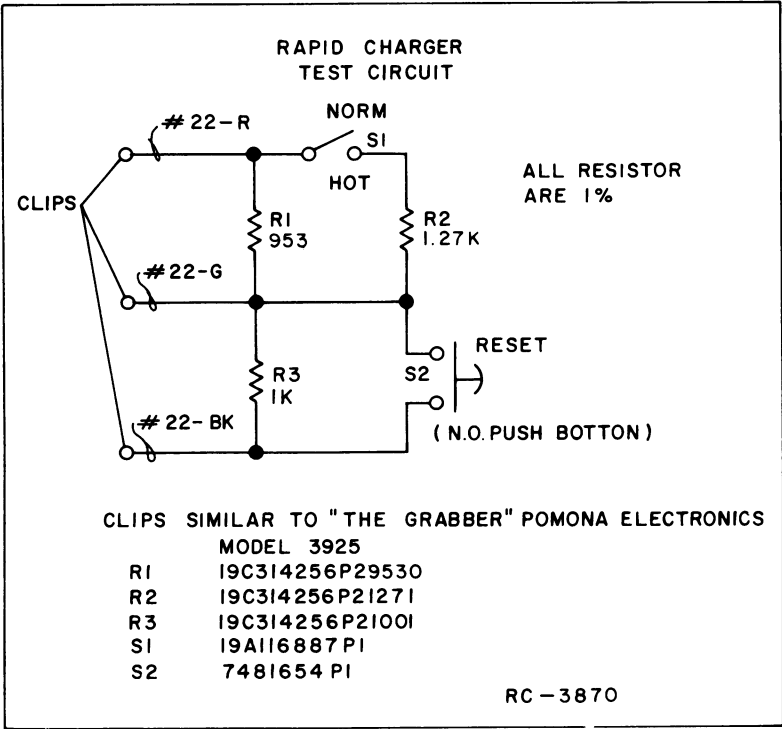 RAPID CHARGER
TEST CIRCUIT
NORM
# 22-R
S1
HOT
ALL RESISTOR
ARE 1%
CLIPS
R1
953
R2
1.27K
# 22-G
R3
1K
S2
RESET
# 22-BK
(N.O. PUSH BOTTON)
CLIPS SIMILAR TO "THE GRABBER" POMONA ELECTRONICS
MODEL 3925
R1 19C314256P29530
R2 19C314256P21271
R3 19C314256P21001
S1 19A116887P1
S2 7481654P1
RC-3870